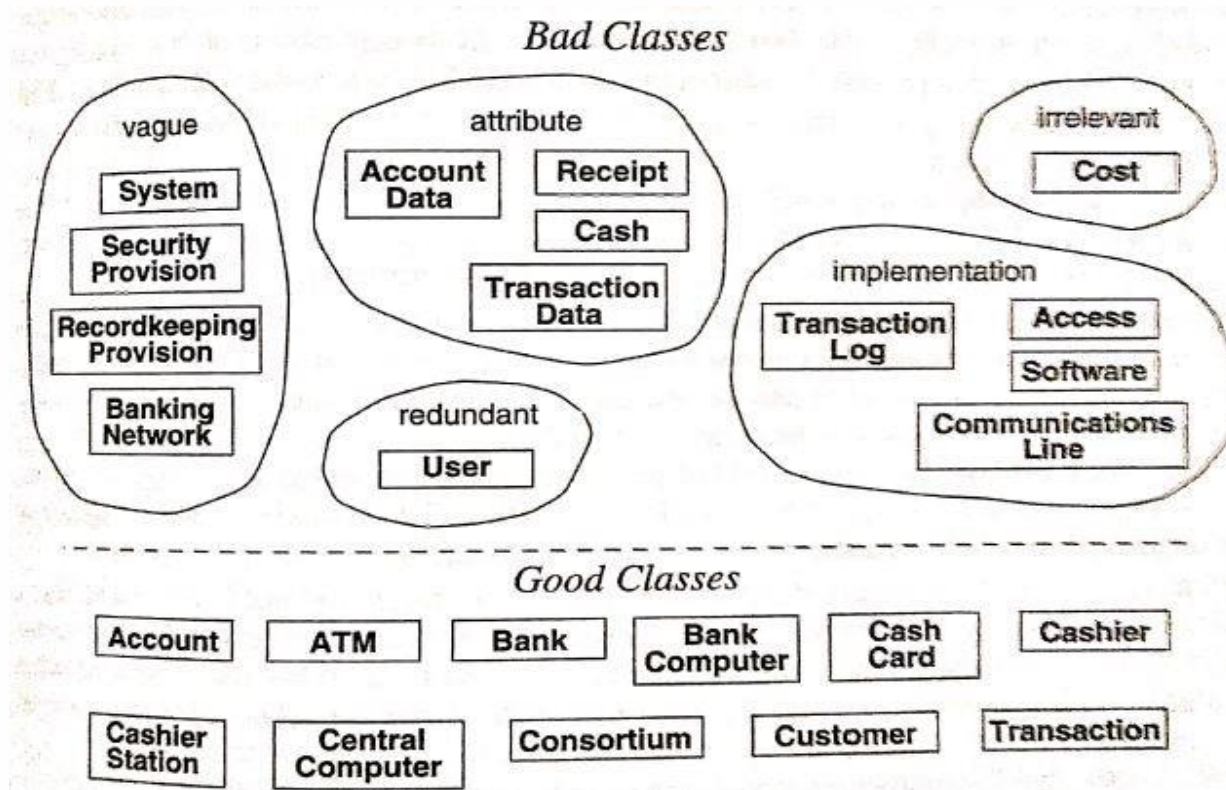 Bad Classes
vague
System
Security
Provision
Recordkeeping
Provision
Banking
Network
attribute
Account
Data
Receipt
Cash
Transaction
Data
redundant
User
irrelevant
Cost
implementation
Transaction
Log
Access
Software
Communications
Line
Good Classes
Account
ATM
Bank
Bank
Computer
Cash
Card
Cashier
Cashier
Station
Central
Computer
Consortium
Customer
Transaction